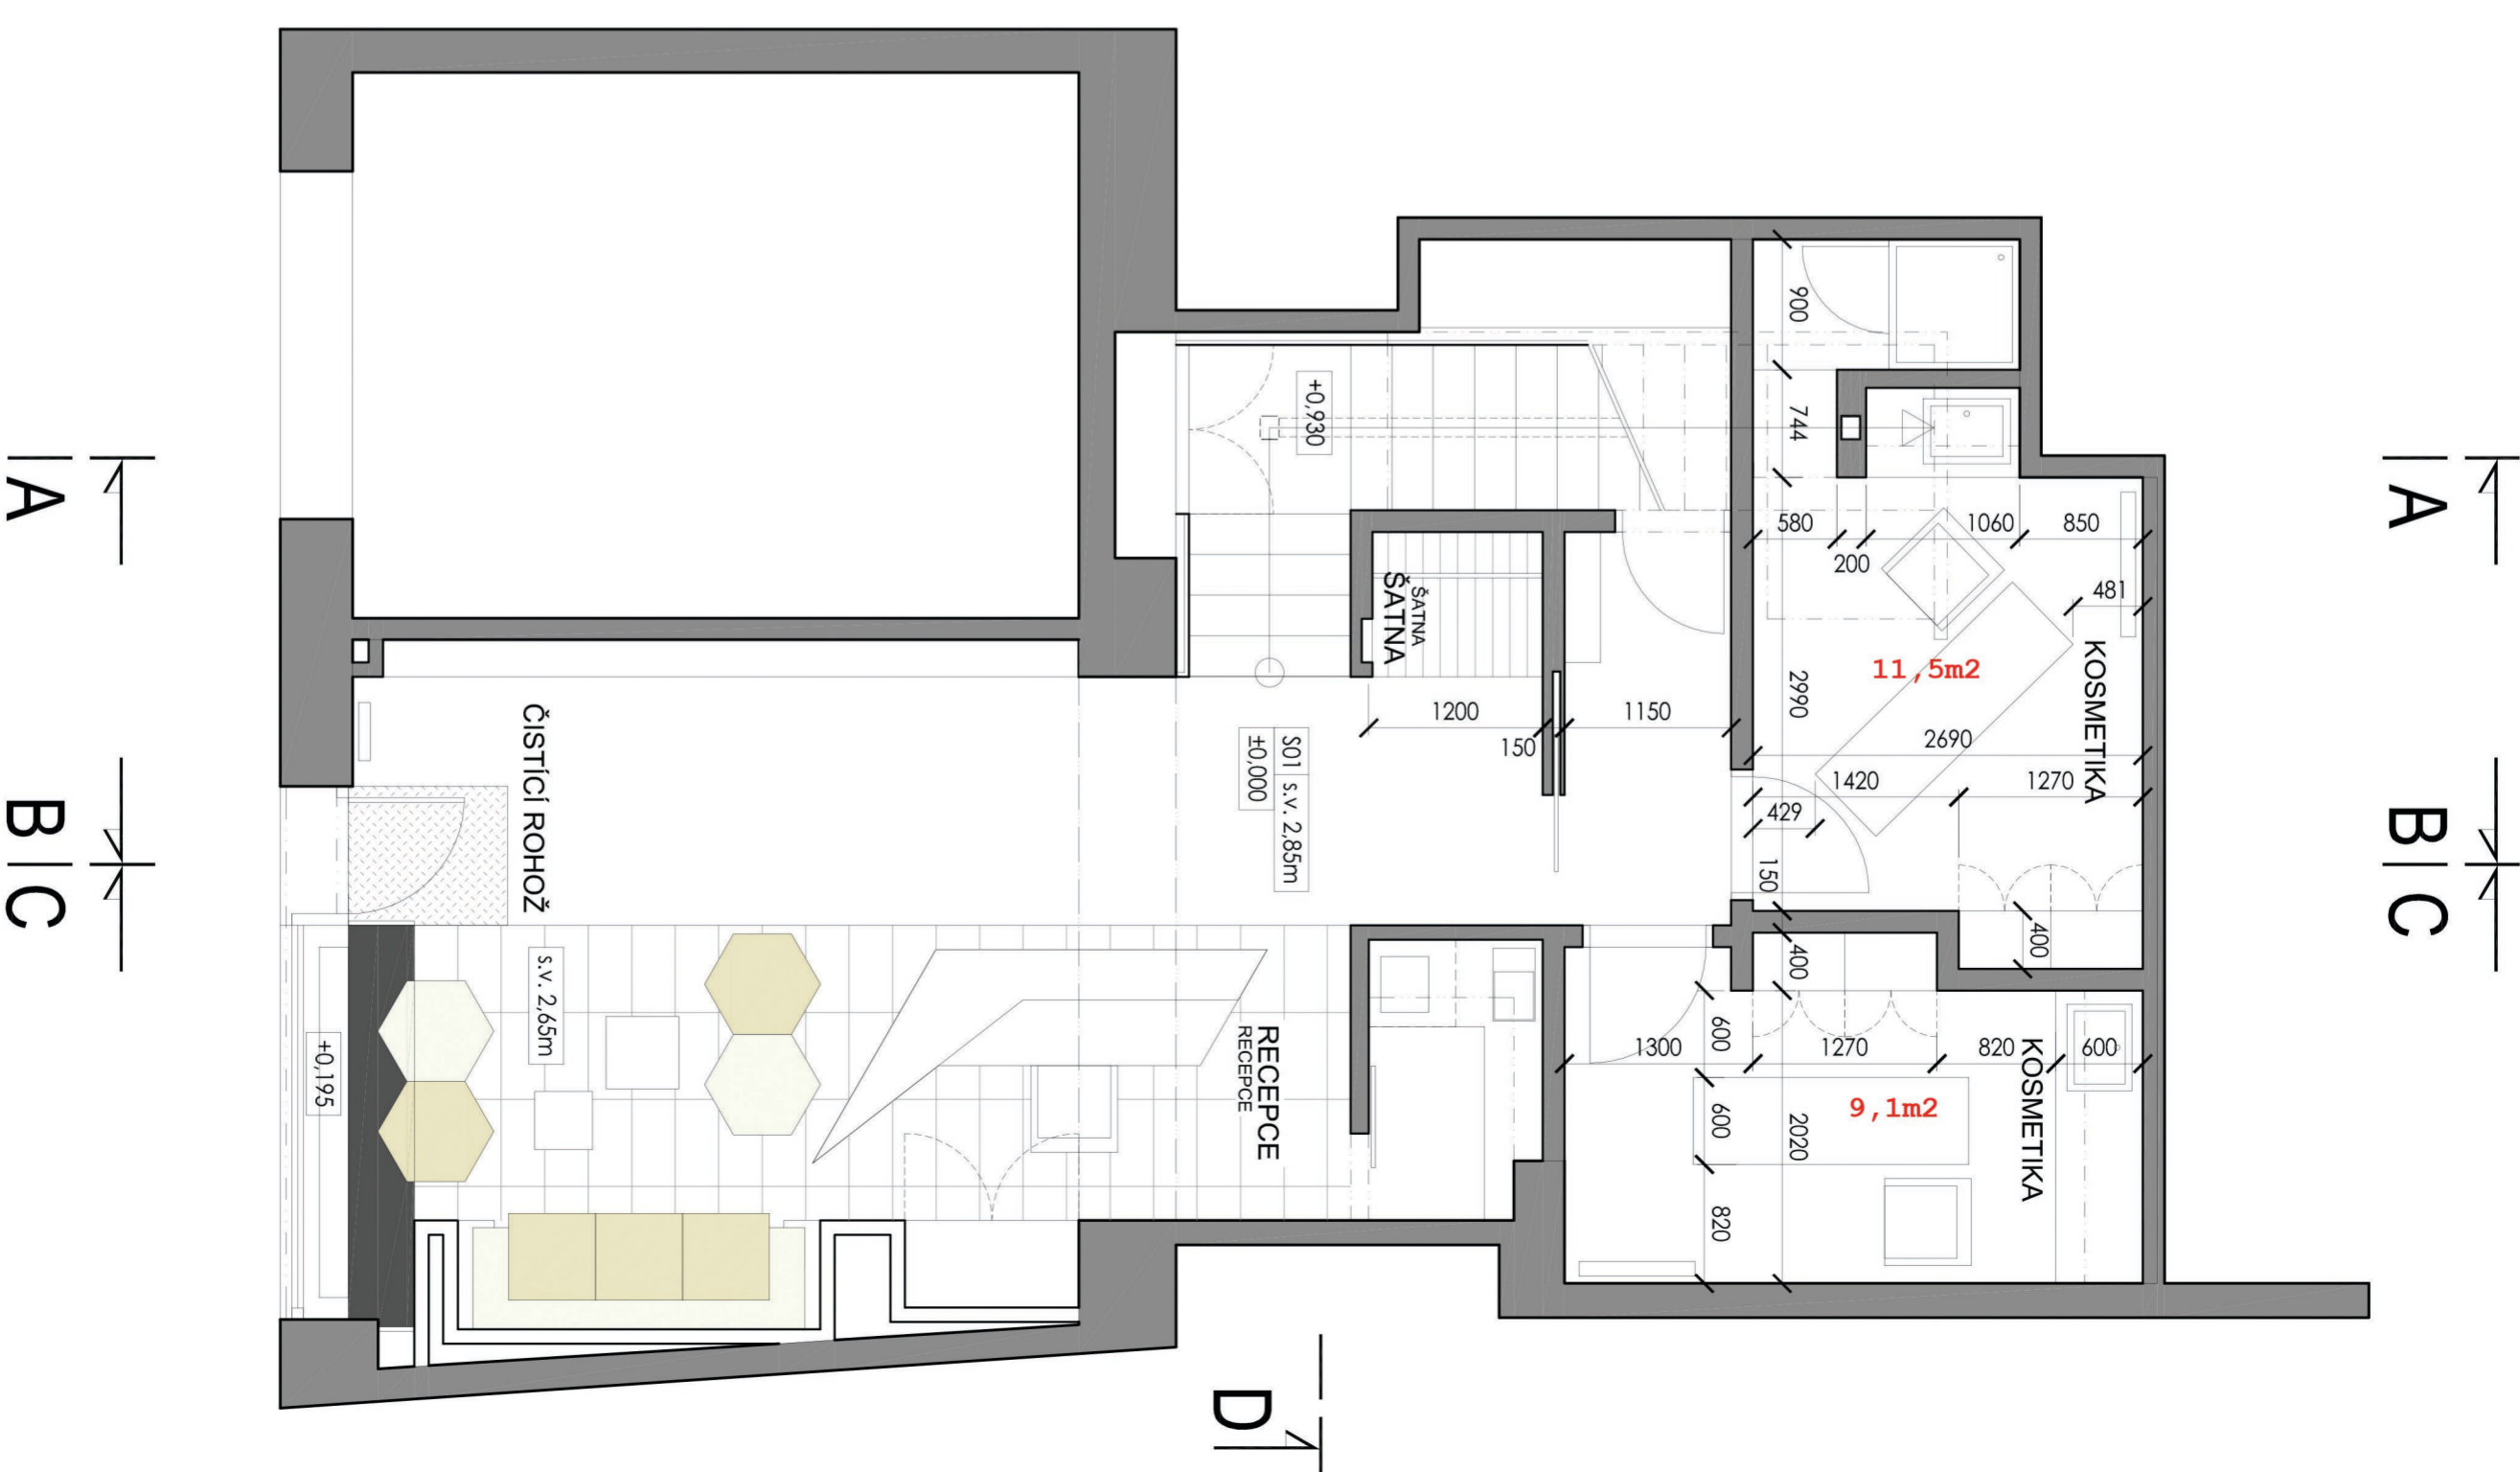 A
A
B
C
B
C
D
900
744
580
200
1060
850
481
KOSMETIKA
11,5m2
2990
2690
1420
1270
429
150
400
+0,930
ŠATNA
ŠATNA
1200
150
1150
S01 s.v. 2,85m
±0,000
ČISTÍCÍ ROHOŽ
s.v. 2,65m
+0,195
RECEPCE
RECEPCE
400
600
1300
1270
820
600
KOSMETIKA
9,1m2
600
2020
820